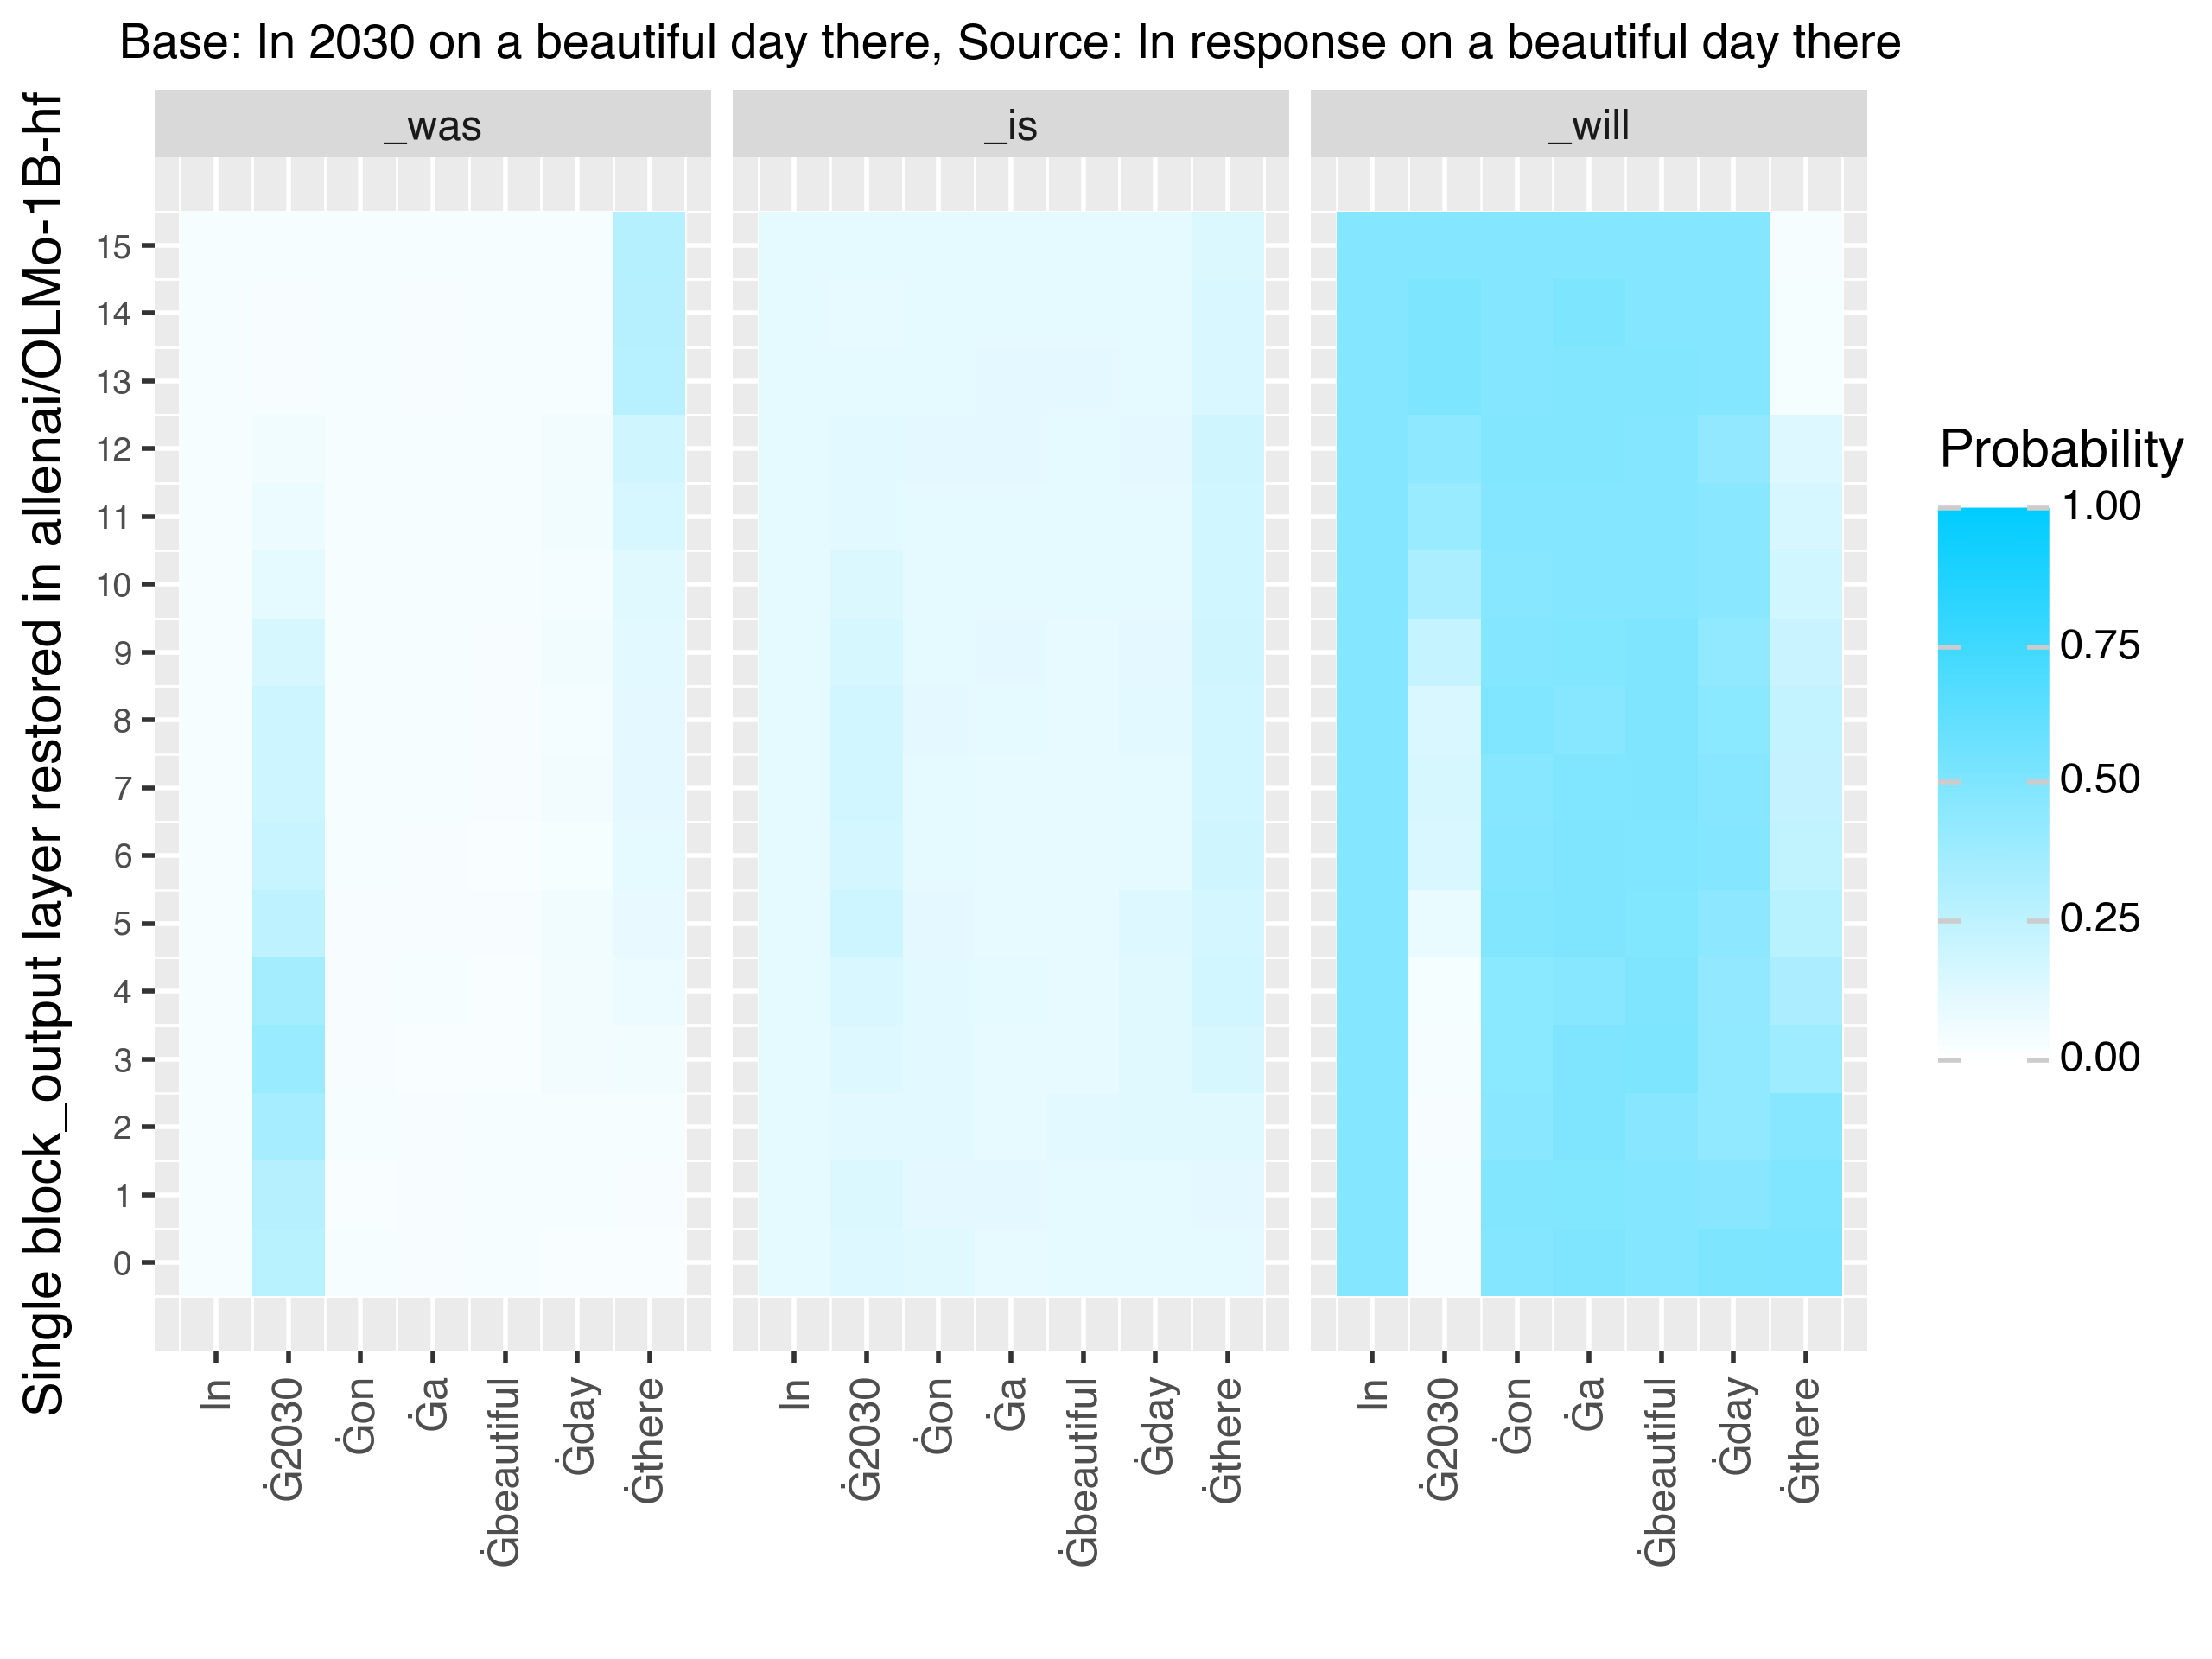 Base: In 2030 on a beautiful day there, Source: In response on a beautiful day there
Single block_output layer restored in allenai/OLMo-1B-hf
_was
_is
_will
15
14
13
12
11
10
9
8
7
6
5
4
3
2
1
0
In
Ġ2030
Ġon
Ġa
Ġbeautiful
Ġday
Ġthere
In
Ġ2030
Ġon
Ġa
Ġbeautiful
Ġday
Ġthere
In
Ġ2030
Ġon
Ġa
Ġbeautiful
Ġday
Ġthere
Probability
1.00
0.75
0.50
0.25
0.00